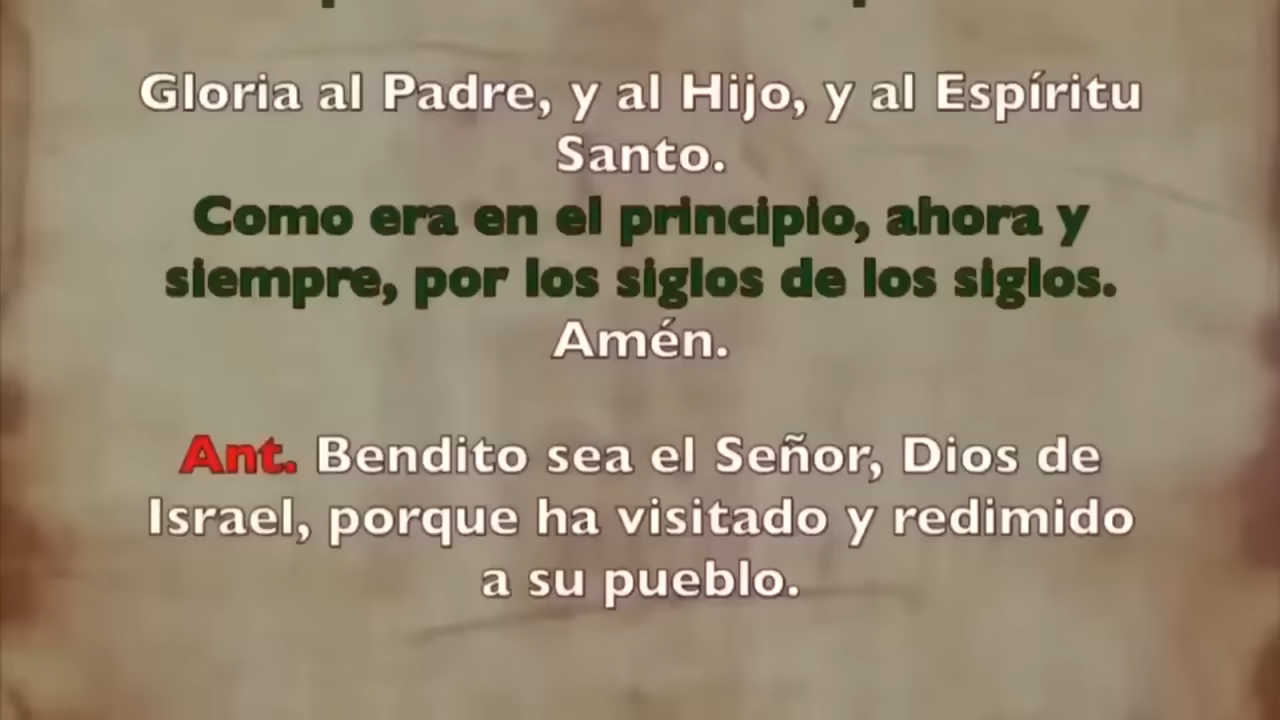 Gloria al Padre, y al Hijo, y al Espíritu
Santo.
Como era en el principio, ahora y
siempre, por los siglos de los siglos.
Amén.
Ant. Bendito sea el Señor, Dios de
Israel, porque ha visitado y redimido
a su pueblo.